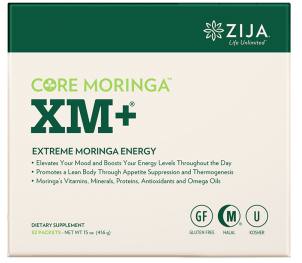 ZIJA
Life Unlimited™
CORE MORINGA™
XM+®
EXTREME MORINGA ENERGY
• Elevates Your Mood and Boosts Your Energy Levels Throughout the Day
• Promotes a Lean Body Through Appetite Suppression and Thermogenesis
• Moringa's Vitamins, Minerals, Proteins, Antioxidants and Omega Oils
GF M U
GLUTEN FREE HALAL KOSHER
DIETARY SUPPLEMENT
32 PACKETS - NET WT 15 oz. (416 g)